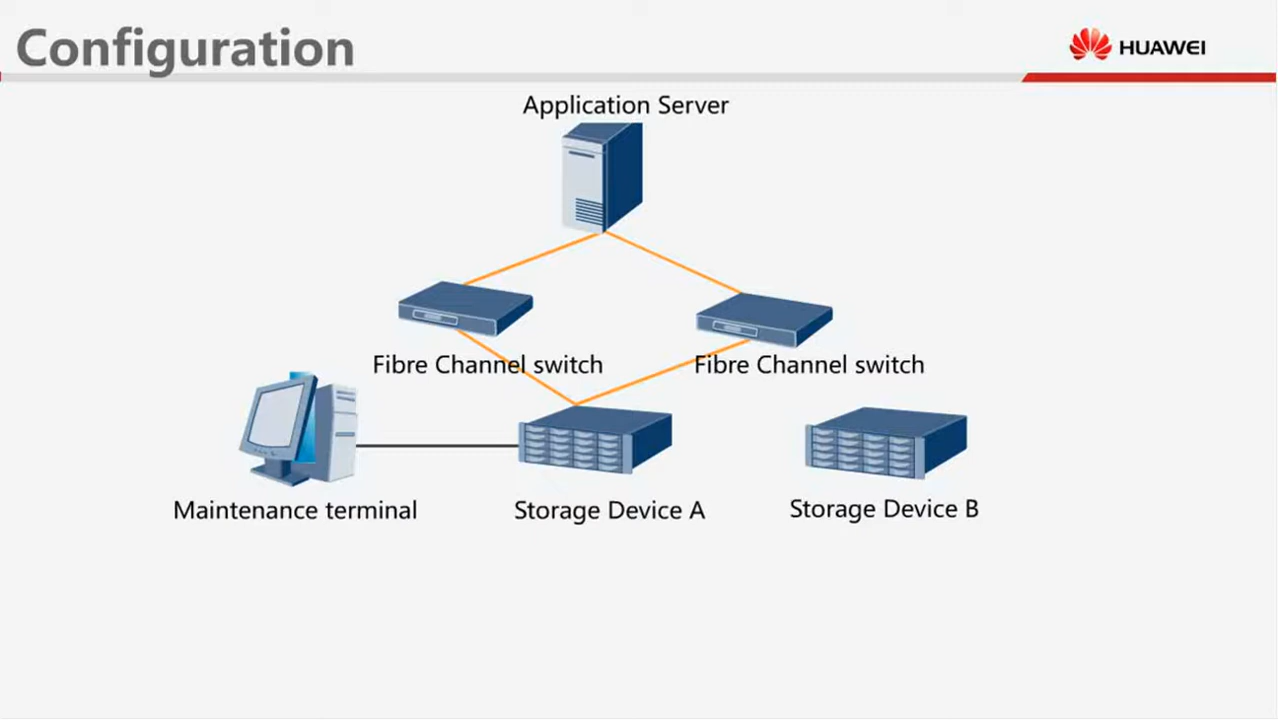 Configuration
HUAWEI
Application Server
Fibre Channel switch
Fibre Channel switch
Maintenance terminal
Storage Device A
Storage Device B